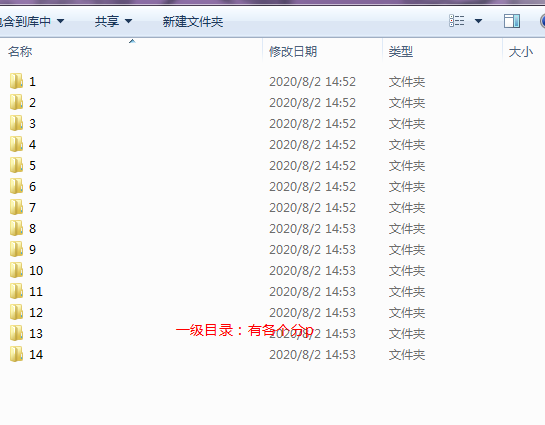 含到库中 共享 新建文件夹
名称 修改日期 类型 大小
1 2020/8/2 14:52 文件夹
2 2020/8/2 14:52 文件夹
3 2020/8/2 14:52 文件夹
4 2020/8/2 14:52 文件夹
5 2020/8/2 14:52 文件夹
6 2020/8/2 14:52 文件夹
7 2020/8/2 14:52 文件夹
8 2020/8/2 14:53 文件夹
9 2020/8/2 14:53 文件夹
10 2020/8/2 14:53 文件夹
11 2020/8/2 14:53 文件夹
12 2020/8/2 14:53 文件夹
一级目录：有各个分p
13 2020/8/2 14:53 文件夹
14 2020/8/2 14:53 文件夹